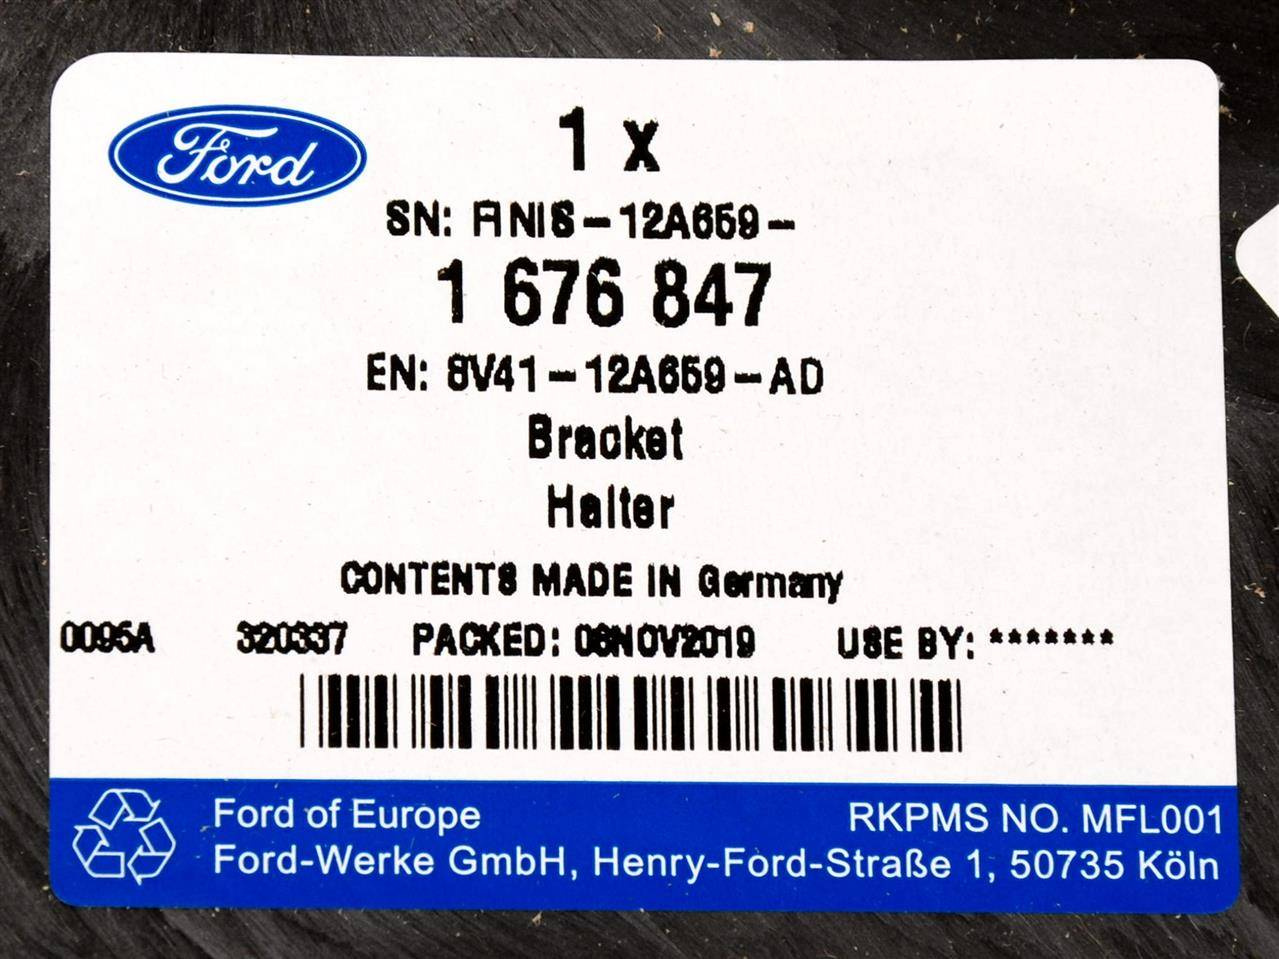 Ford
1 x
SN: FINIS-12A659-
1 676 847
EN: 8V41-12A659-AD
Bracket
Halter
CONTENTS MADE IN Germany
0095A 320337 PACKED: 06NOV2019 USE BY: *******
Ford of Europe RKPMS NO. MFL001
Ford-Werke GmbH, Henry-Ford-Straße 1, 50735 Köln